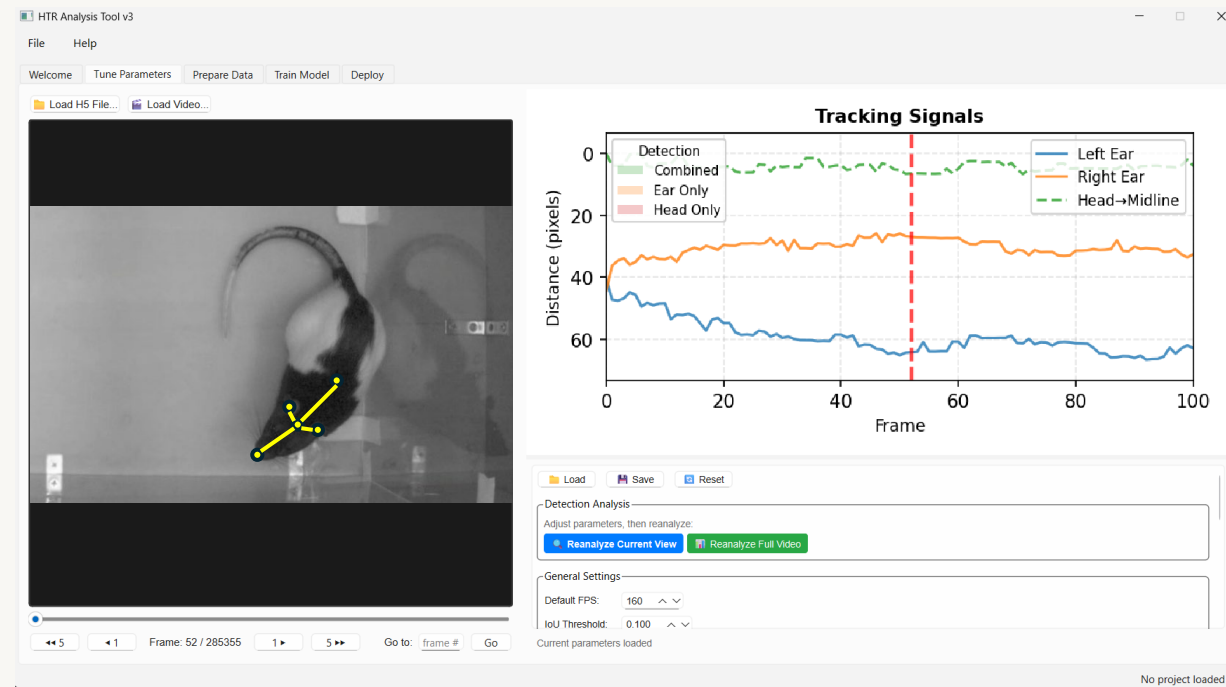 HTR Analysis Tool v3
File Help
Welcome Tune Parameters Prepare Data Train Model Deploy
Load H5 File... Load Video...
Frame: 52 / 285355
5 1 1 5 Go to: frame # Go
Tracking Signals
Detection
Combined
Ear Only
Head Only
Left Ear
Right Ear
Head→Midline
Distance (pixels)
0
20
40
60
0 20 40 60 80 100
Frame
Load Save Reset
Detection Analysis
Adjust parameters, then reanalyze:
Reanalyze Current View Reanalyze Full Video
General Settings
Default FPS: 160
IoU Threshold: 0.100
Current parameters loaded
No project loaded